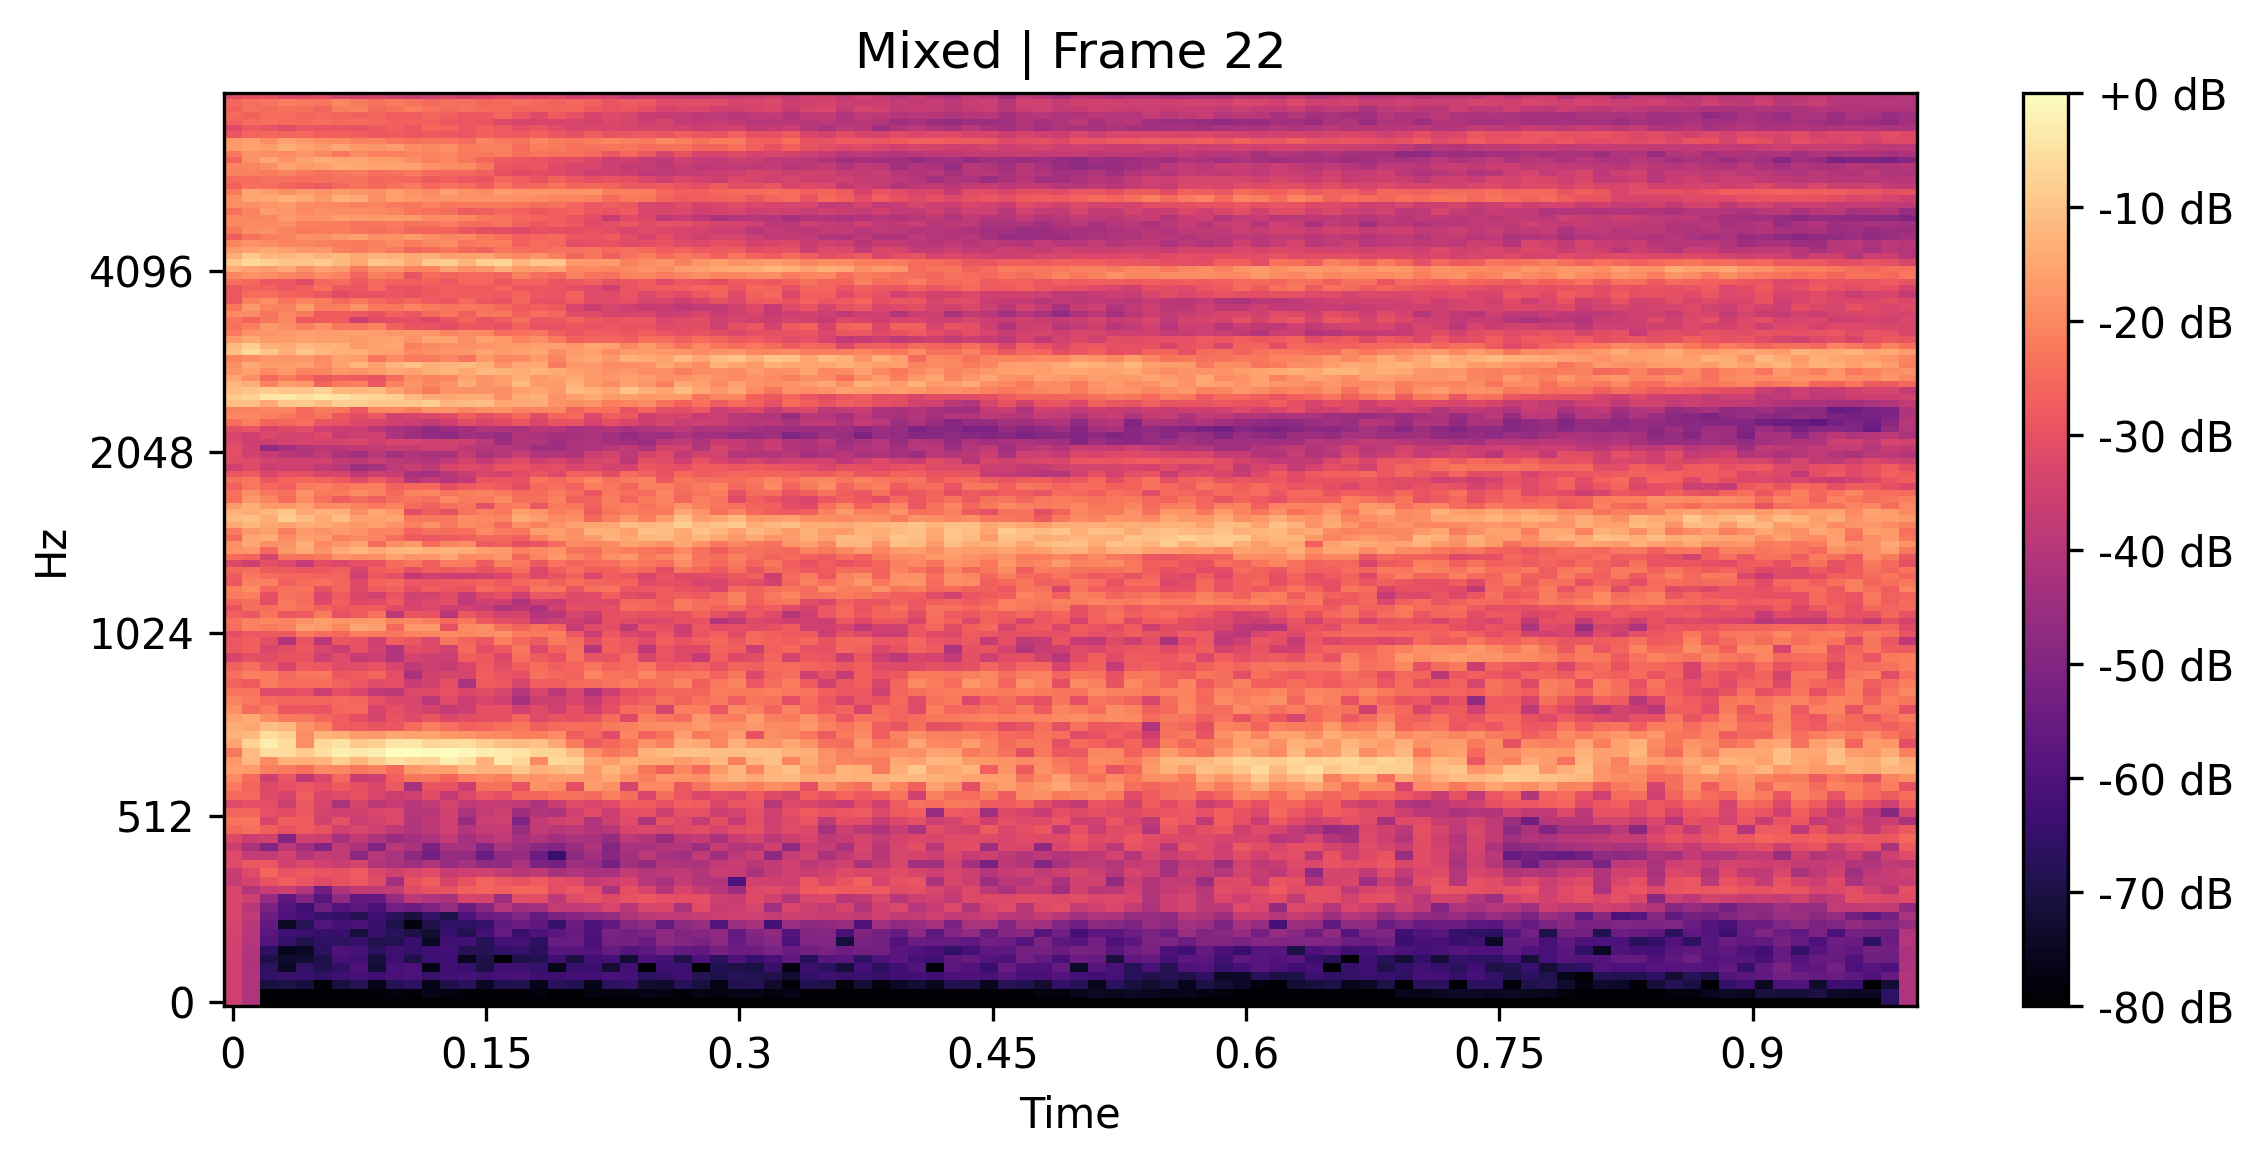 Mixed | Frame 22
Hz
4096
2048
1024
512
0
0 0.15 0.3 0.45 0.6 0.75 0.9
Time
+0 dB
-10 dB
-20 dB
-30 dB
-40 dB
-50 dB
-60 dB
-70 dB
-80 dB